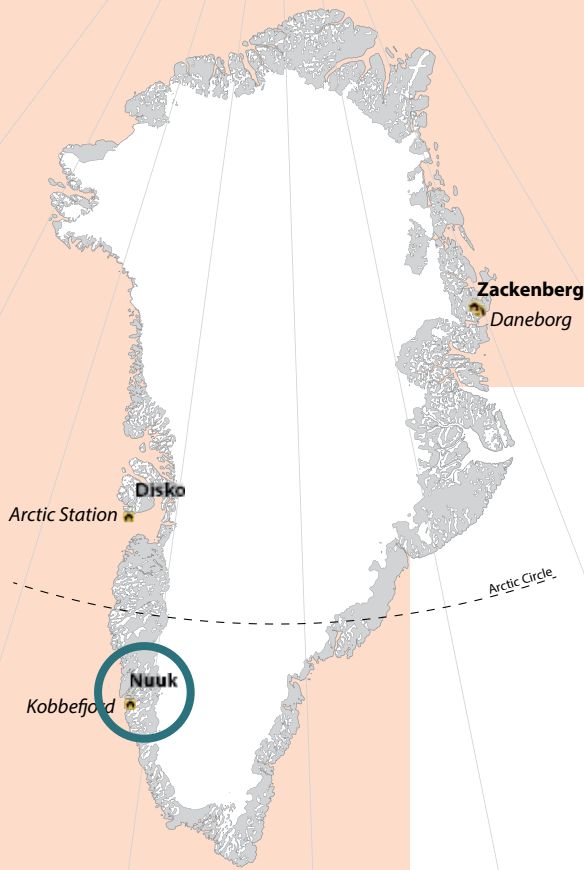 Zackenberg
Daneborg
Disko
Arctic Station
Arctic Circle
Nuuk
Kobbefjord